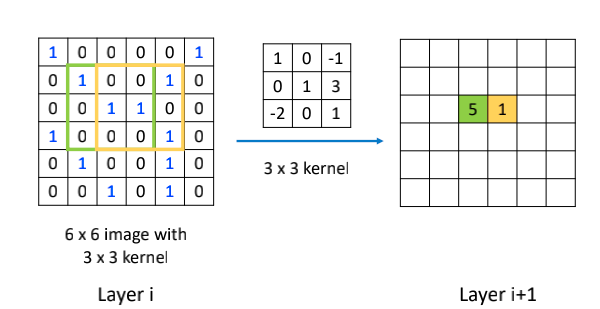 1 0 0 0 0 1
0 1 0 0 1 0
0 0 1 1 0 0
1 0 0 0 1 0
0 1 0 0 1 0
0 0 1 0 1 0
6 x 6 image with
3 x 3 kernel
Layer i
1 0 -1
0 1 3
-2 0 1
3 x 3 kernel
5 1
Layer i+1